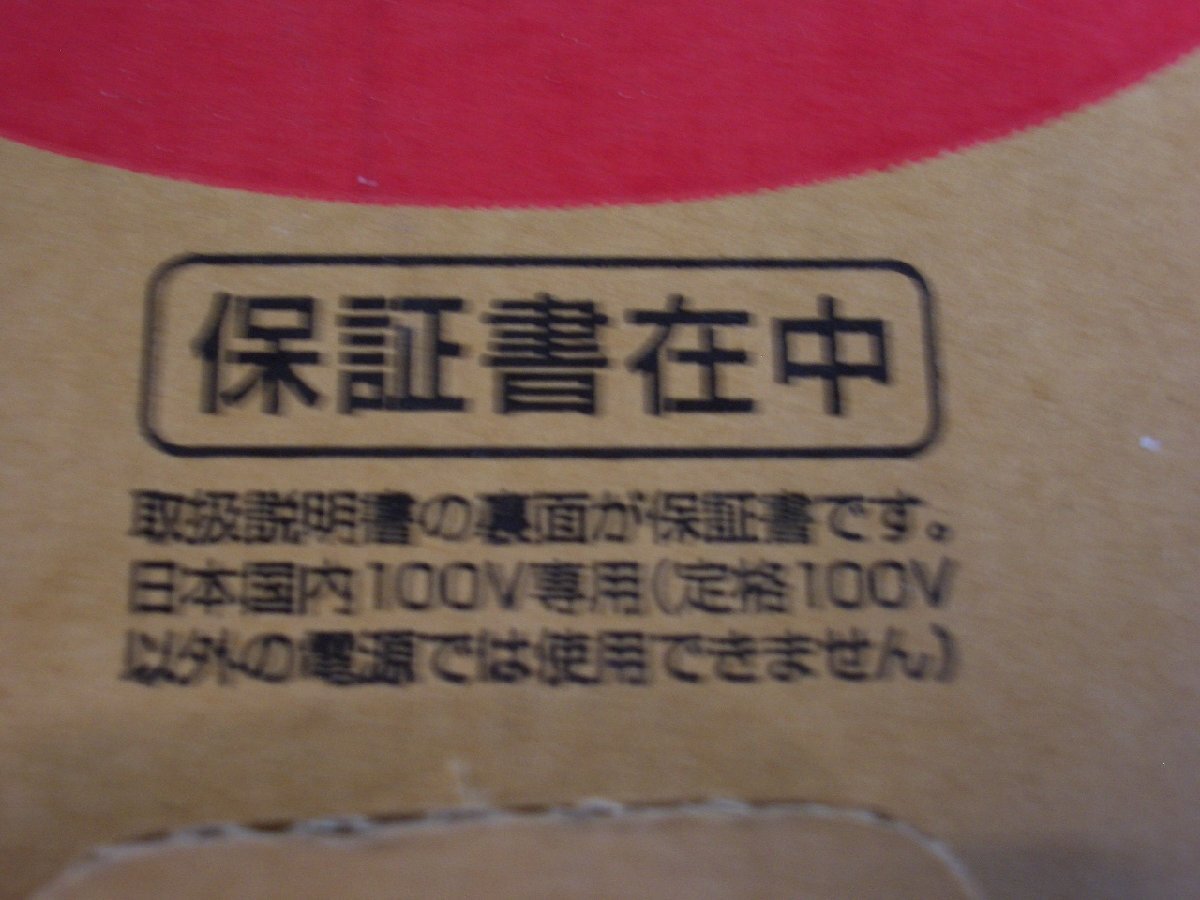 保証書在中
取扱説明書の裏面が保証書です。
日本国内100V専用(定格100V
以外の電源では使用できません)